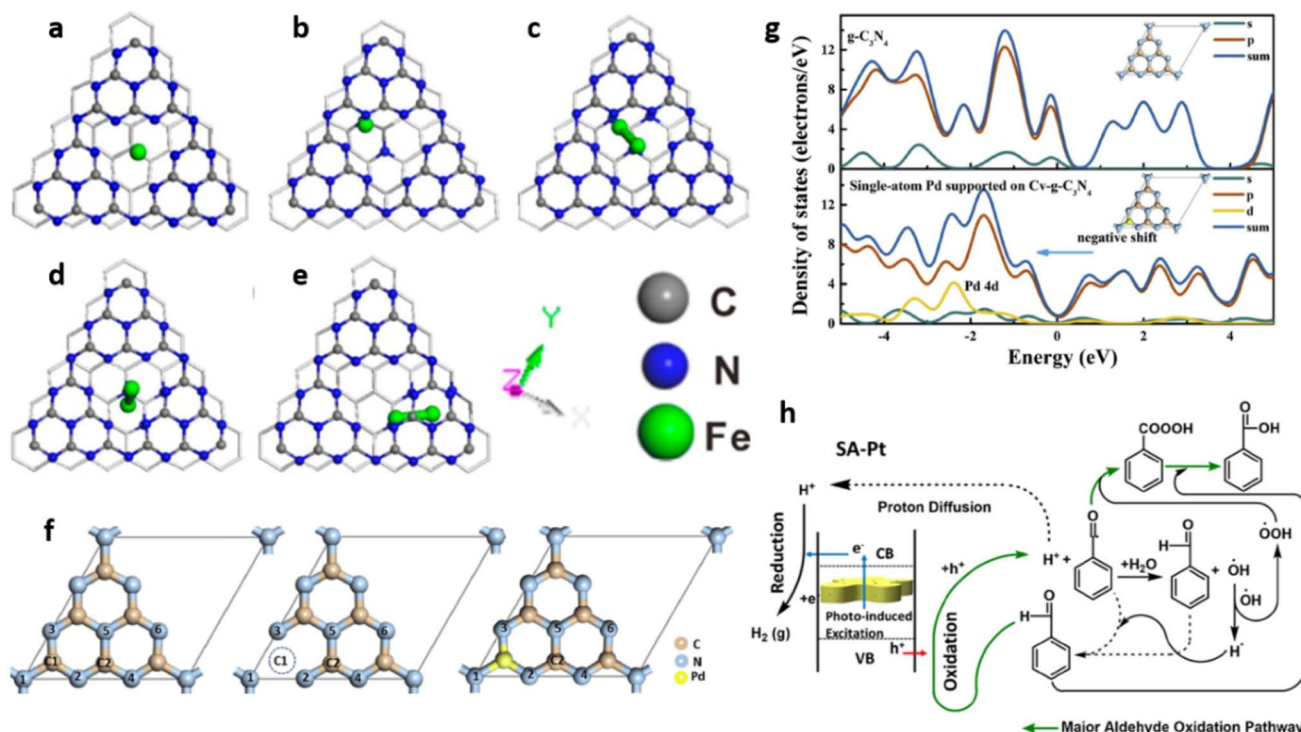 a
b
c
d
e
Y
Z
X
C
N
Fe
f
3
5
6
C1
C2
1
2
4
3
5
6
C1
C2
1
2
4
3
5
6
C2
1
2
4
C
N
Pd
g
g-C₃N₄
s
p
sum
12
8
4
0
Single-atom Pd supported on Cv-g-C₃N₄
s
p
d
sum
negative shift
Pd 4d
12
8
4
0
-4
-2
0
2
4
Density of states (electrons/eV)
Energy (eV)
h
SA-Pt
H⁺
Proton Diffusion
Reduction
e⁻
CB
+e
Photo-induced
Excitation
H₂ (g)
h⁺
VB
Oxidation
+h⁺
H⁺ +
O
+H₂O
H
O
+
ȮH
ȮH
H·
ȮOH
O
COOOH
O
C-OH
H
O
Major Aldehyde Oxidation Pathway